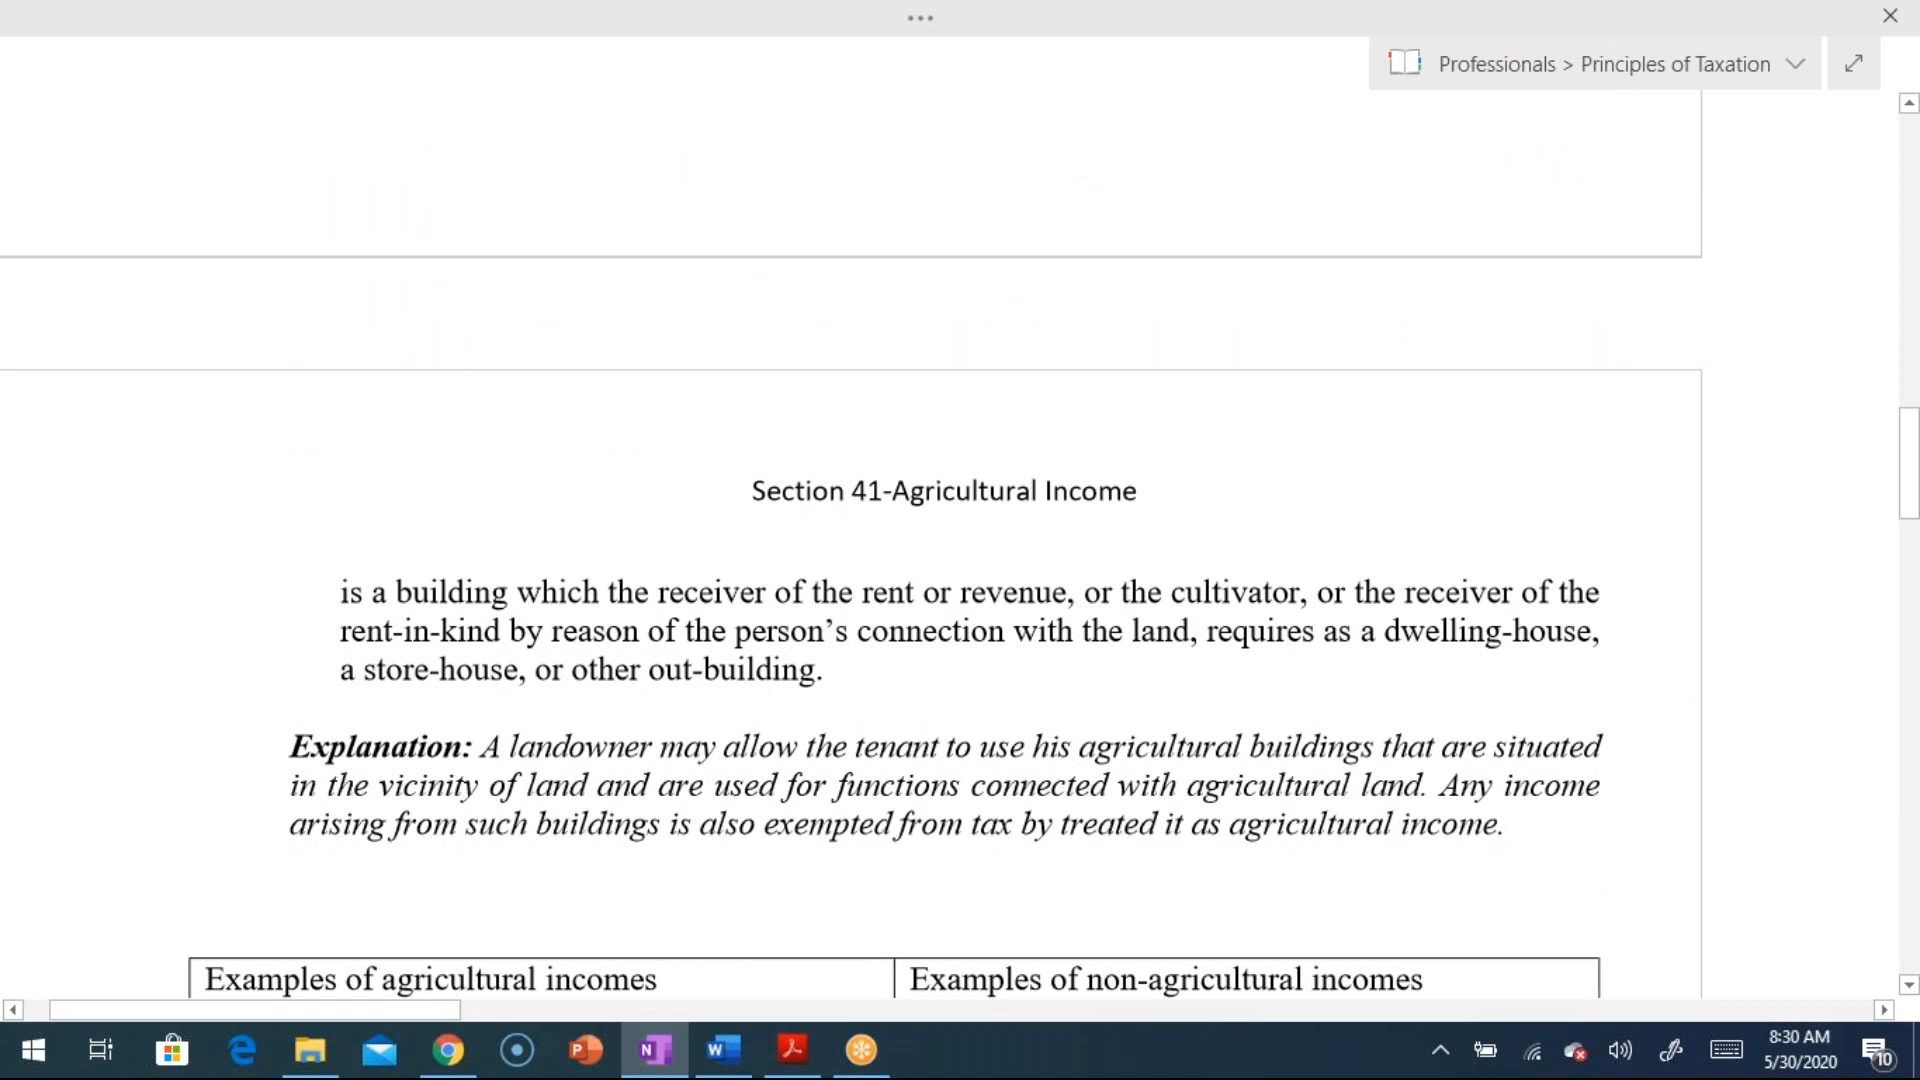 Professionals > Principles of Taxation
Section 41-Agricultural Income
is a building which the receiver of the rent or revenue, or the cultivator, or the receiver of the
rent-in-kind by reason of the person’s connection with the land, requires as a dwelling-house,
a store-house, or other out-building.
Explanation: A landowner may allow the tenant to use his agricultural buildings that are situated
in the vicinity of land and are used for functions connected with agricultural land. Any income
arising from such buildings is also exempted from tax by treated it as agricultural income.
Examples of agricultural incomes
Examples of non-agricultural incomes
8:30 AM
5/30/2020
10